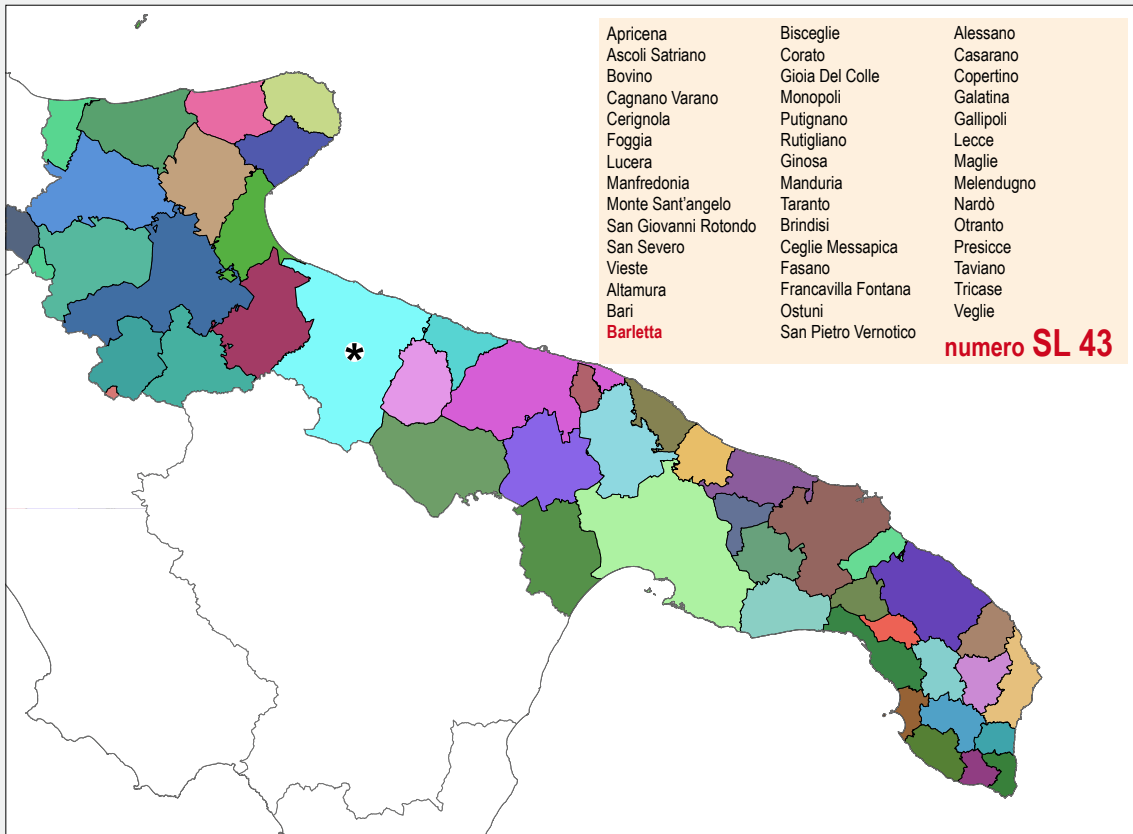 Apricena
Ascoli Satriano
Bovino
Cagnano Varano
Cerignola
Foggia
Lucera
Manfredonia
Monte Sant'angelo
San Giovanni Rotondo
San Severo
Vieste
Altamura
Bari
Barletta
Bisceglie
Corato
Gioia Del Colle
Monopoli
Putignano
Rutigliano
Ginosa
Manduria
Taranto
Brindisi
Ceglie Messapica
Fasano
Francavilla Fontana
Ostuni
San Pietro Vernotico
Alessano
Casarano
Copertino
Galatina
Gallipoli
Lecce
Maglie
Melendugno
Nardò
Otranto
Presicce
Taviano
Tricase
Veglie
numero SL 43
*